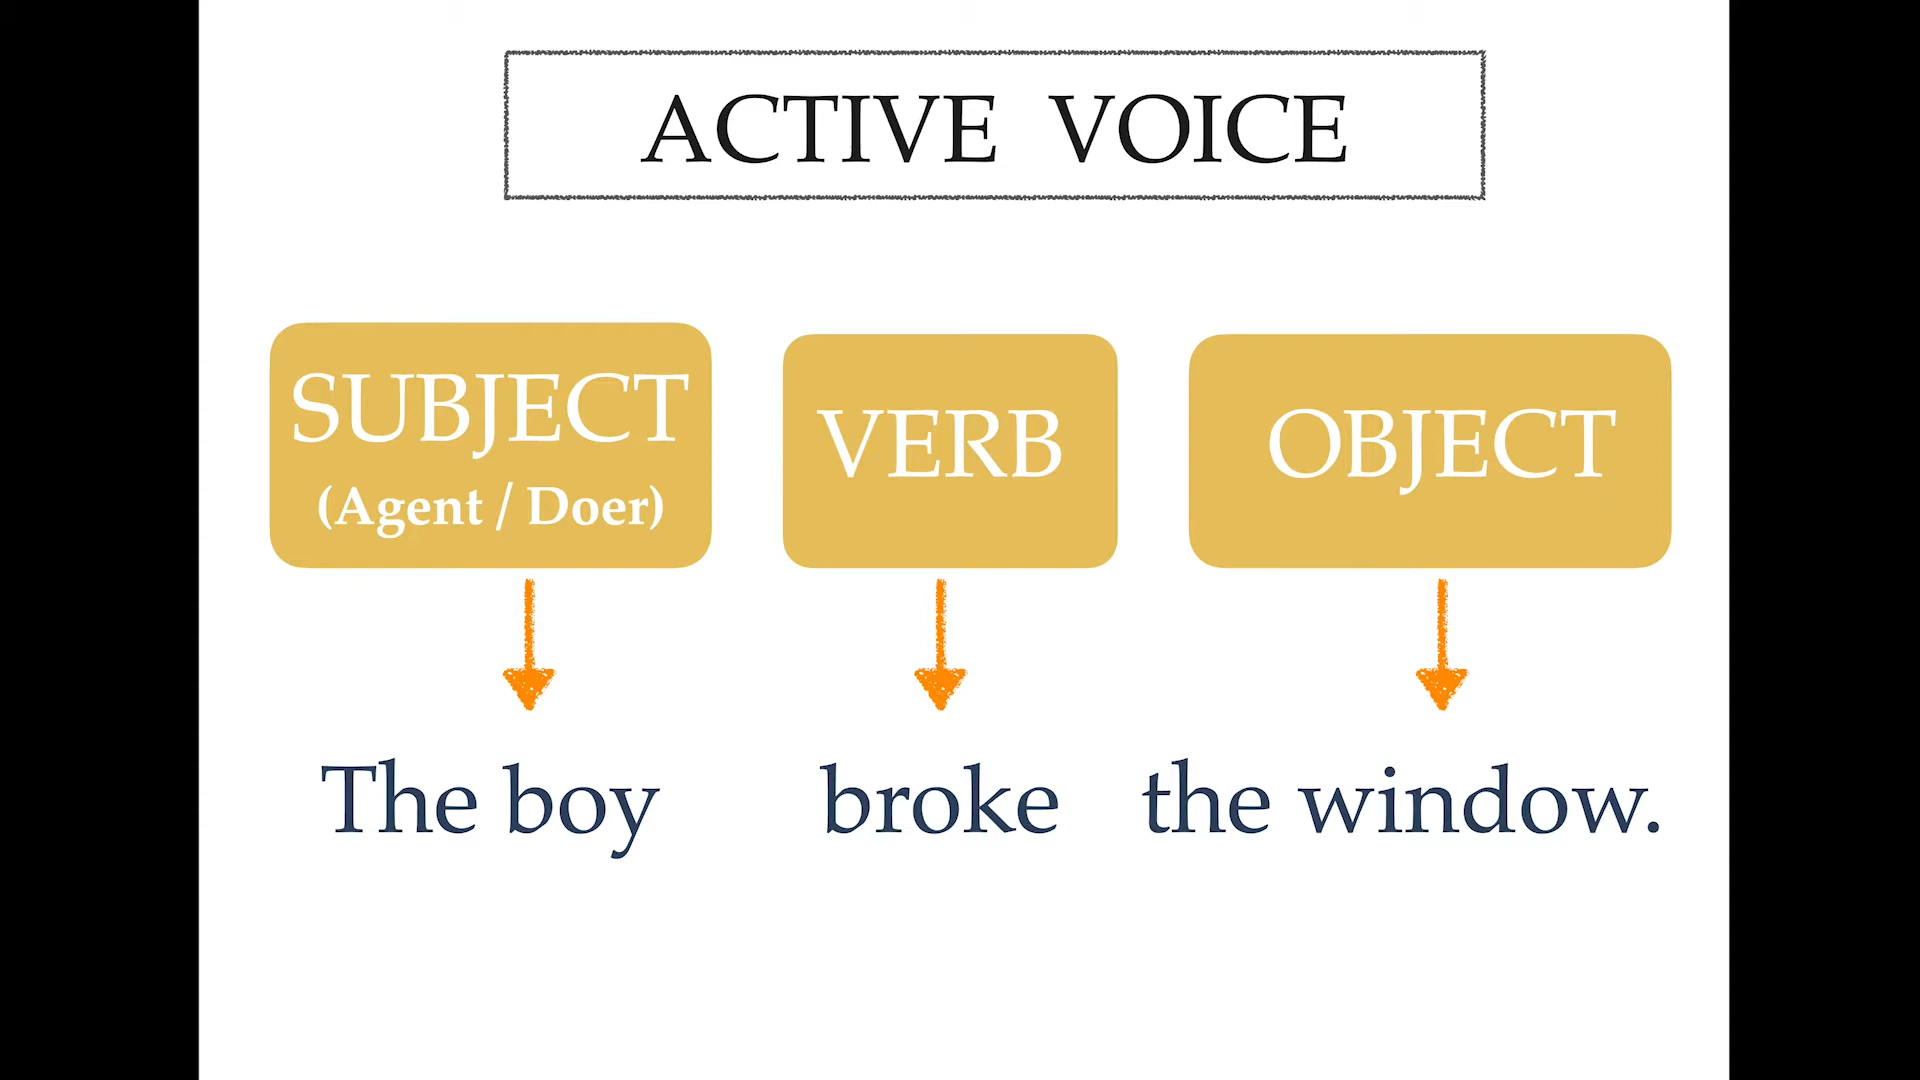 ACTIVE VOICE
SUBJECT
(Agent / Doer)
VERB
OBJECT
The boy broke the window.